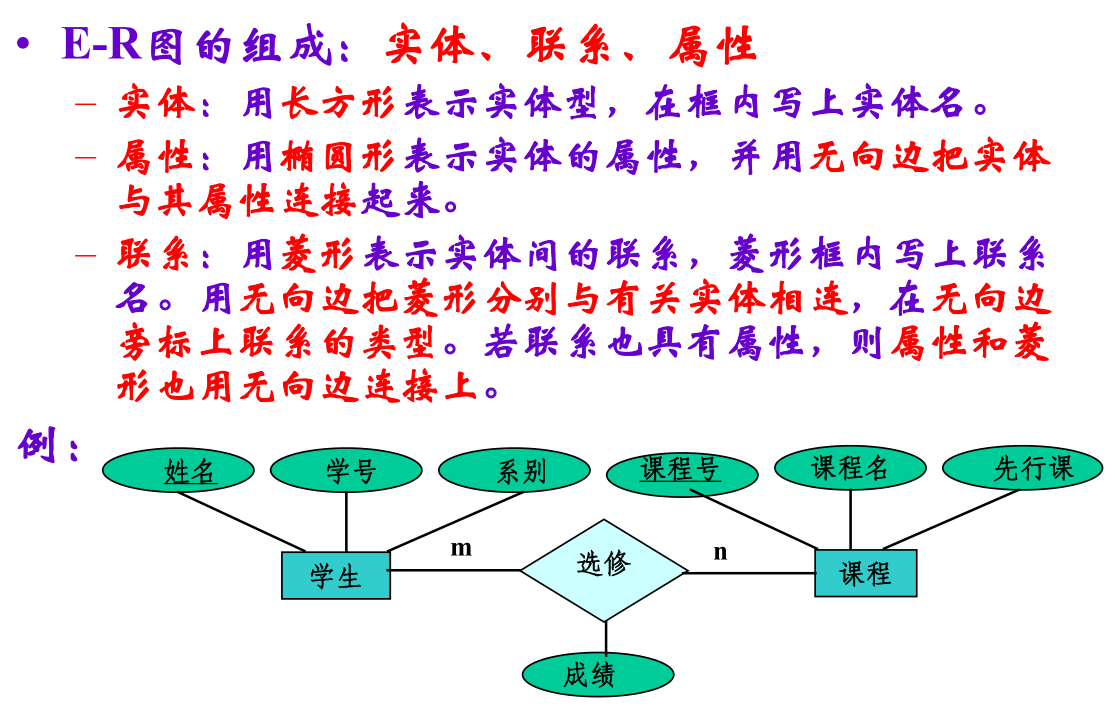 • E-R图的组成：实体、联系、属性
– 实体：用长方形表示实体型，在框内写上实体名。
– 属性：用椭圆形表示实体的属性，并用无向边把实体
与其属性连接起来。
– 联系：用菱形表示实体间的联系，菱形框内写上联系
名。用无向边把菱形分别与有关实体相连，在无向边
旁标上联系的类型。若联系也具有属性，则属性和菱
形也用无向边连接上。
例：
姓名 学号 系别 课程号 课程名 先行课
m n
学生 选修 课程
成绩